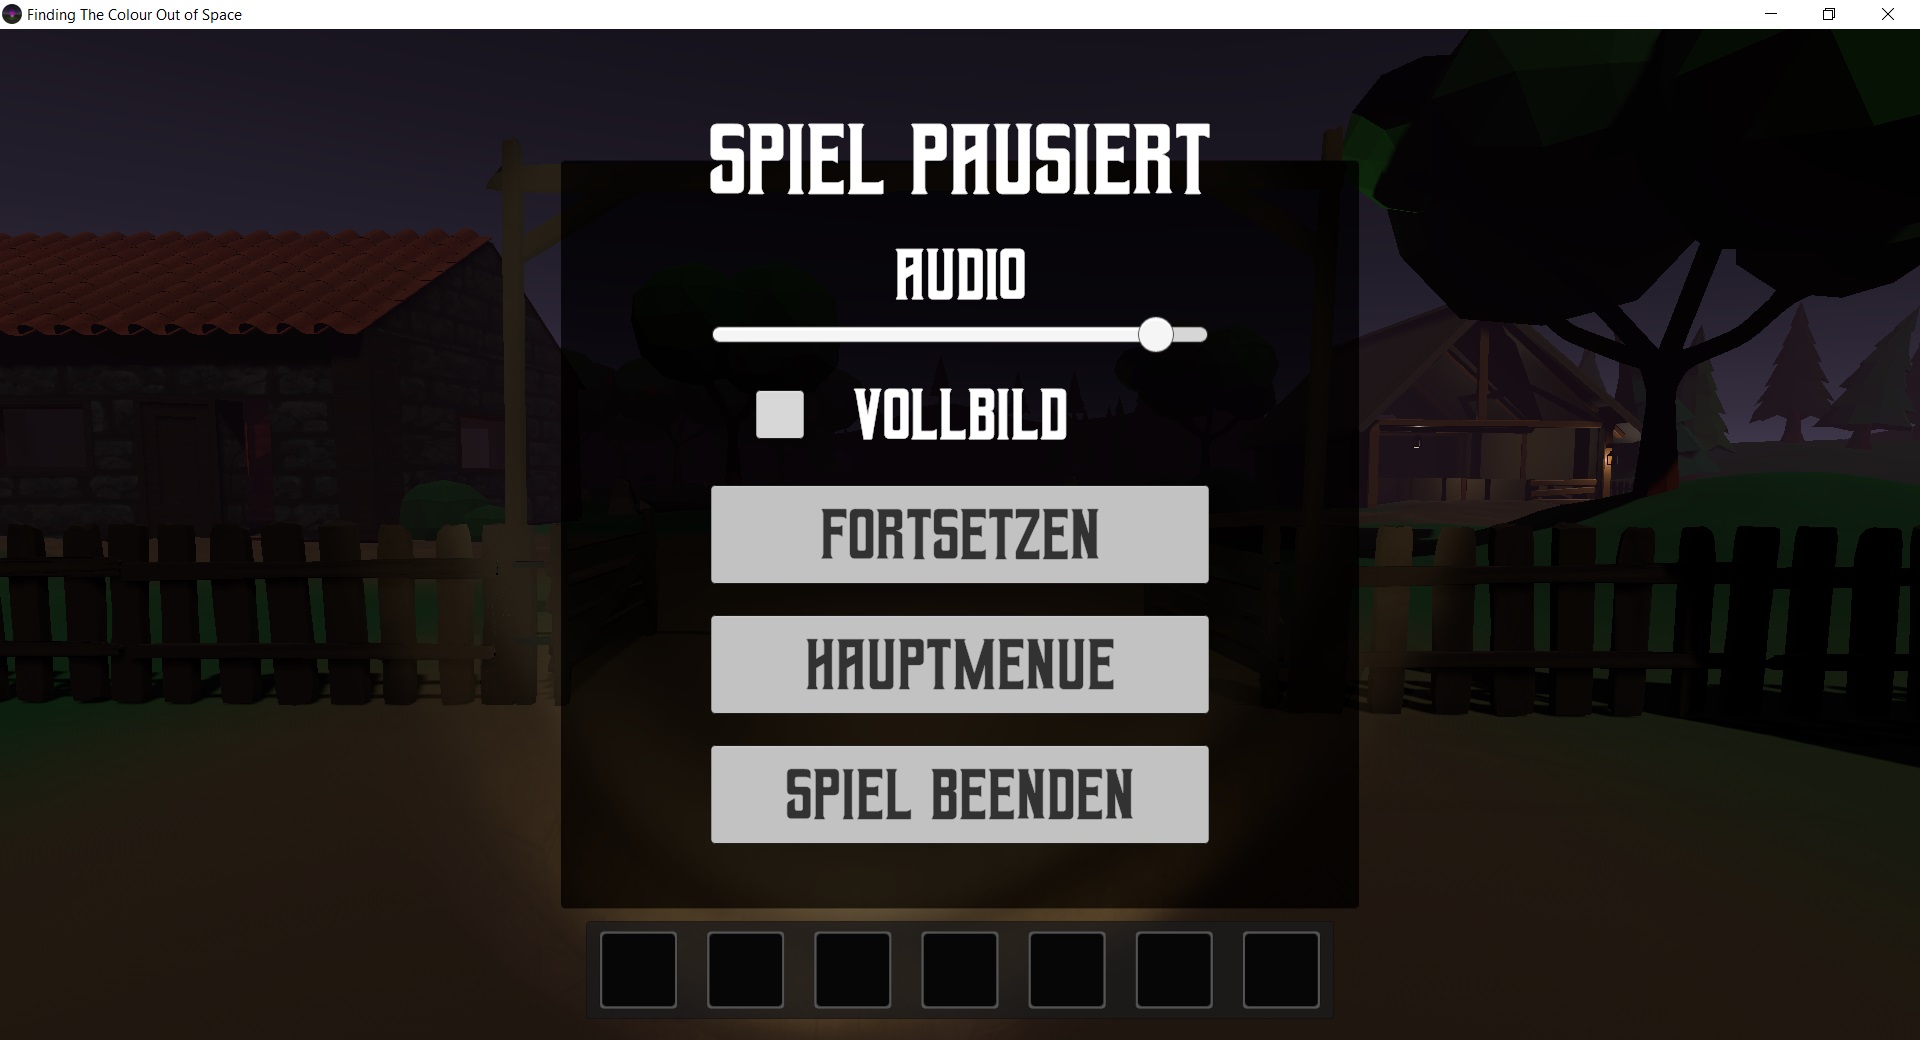 Finding The Colour Out of Space
SPIEL PAUSIERT
AUDIO
VOLLBILD
FORTSETZEN
HAUPTMENUE
SPIEL BEENDEN